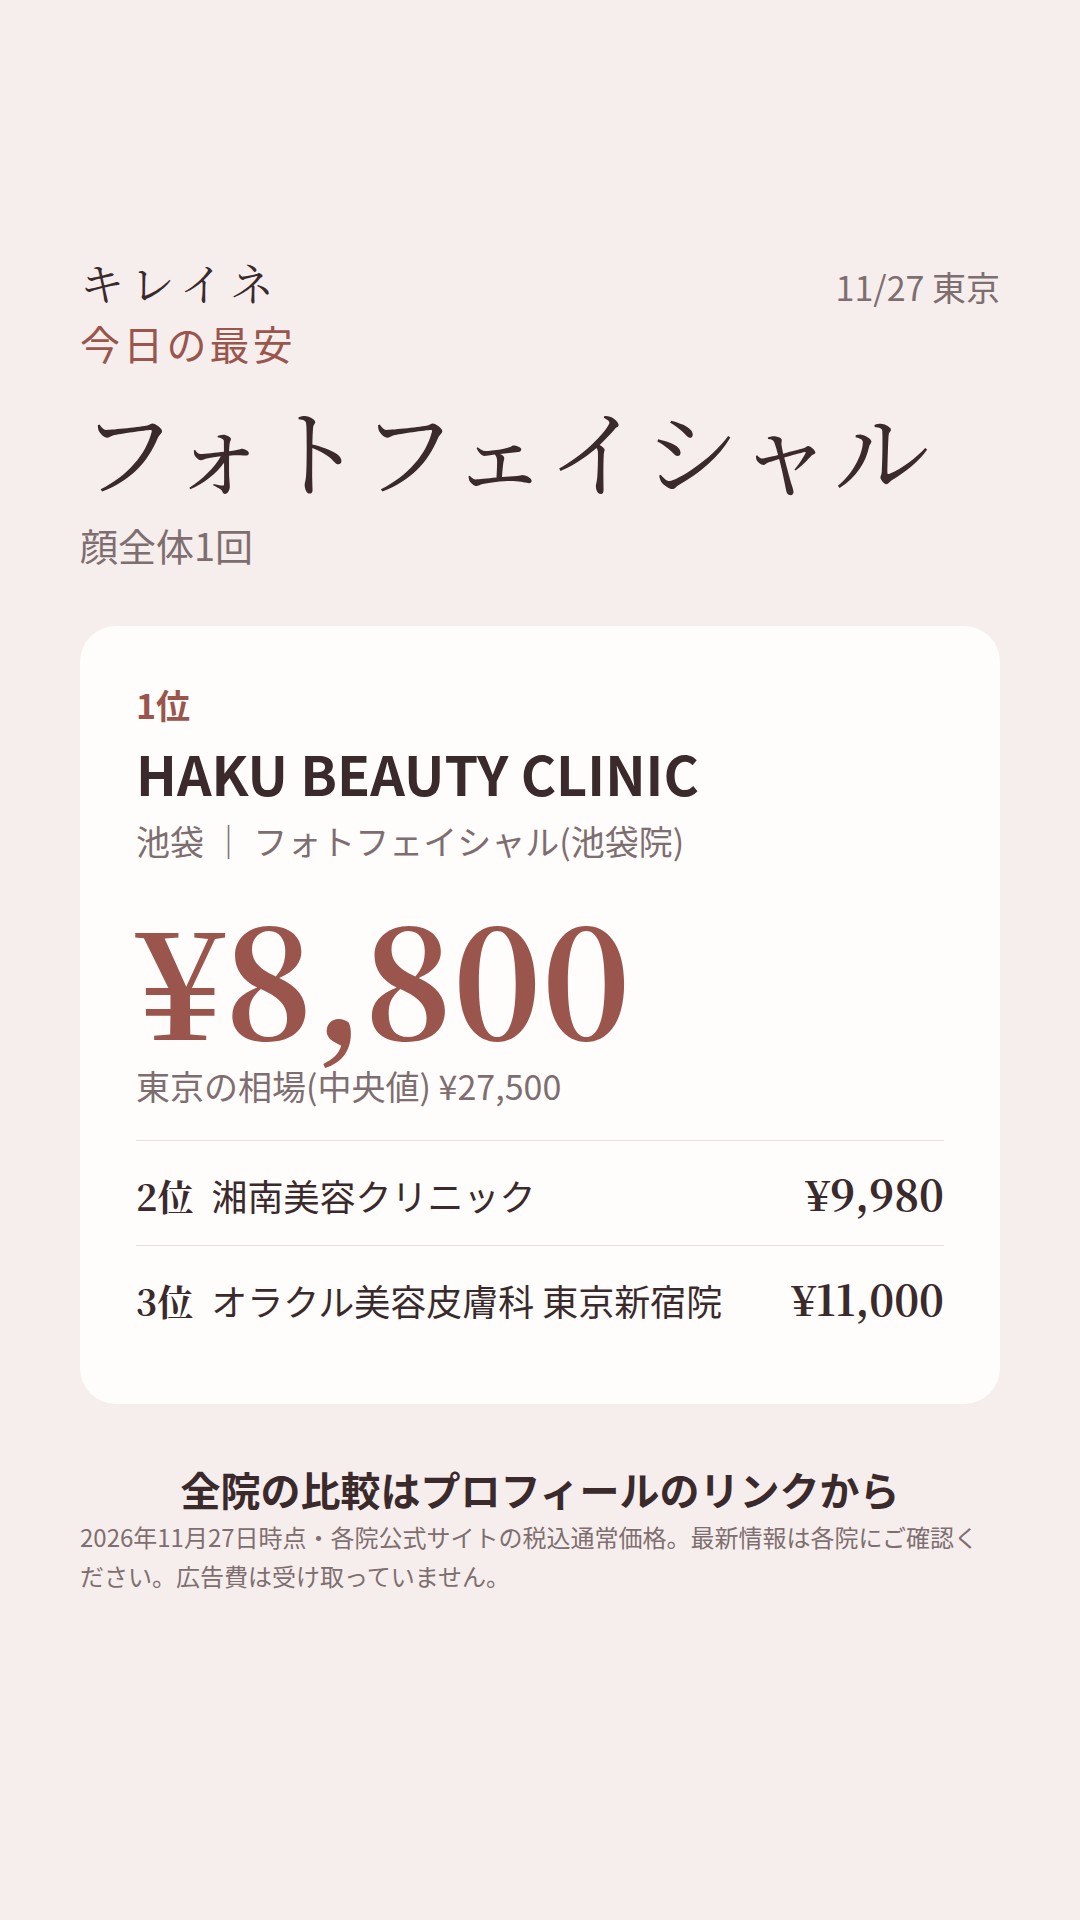 キレイネ
11/27 東京
今日の最安
フォトフェイシャル
顔全体1回
1位
HAKU BEAUTY CLINIC
池袋 ｜ フォトフェイシャル(池袋院)
¥8,800
東京の相場(中央値) ¥27,500
2位 湘南美容クリニック ¥9,980
3位 オラクル美容皮膚科 東京新宿院 ¥11,000
全院の比較はプロフィールのリンクから
2026年11月27日時点・各院公式サイトの税込通常価格。最新情報は各院にご確認く
ださい。広告費は受け取っていません。